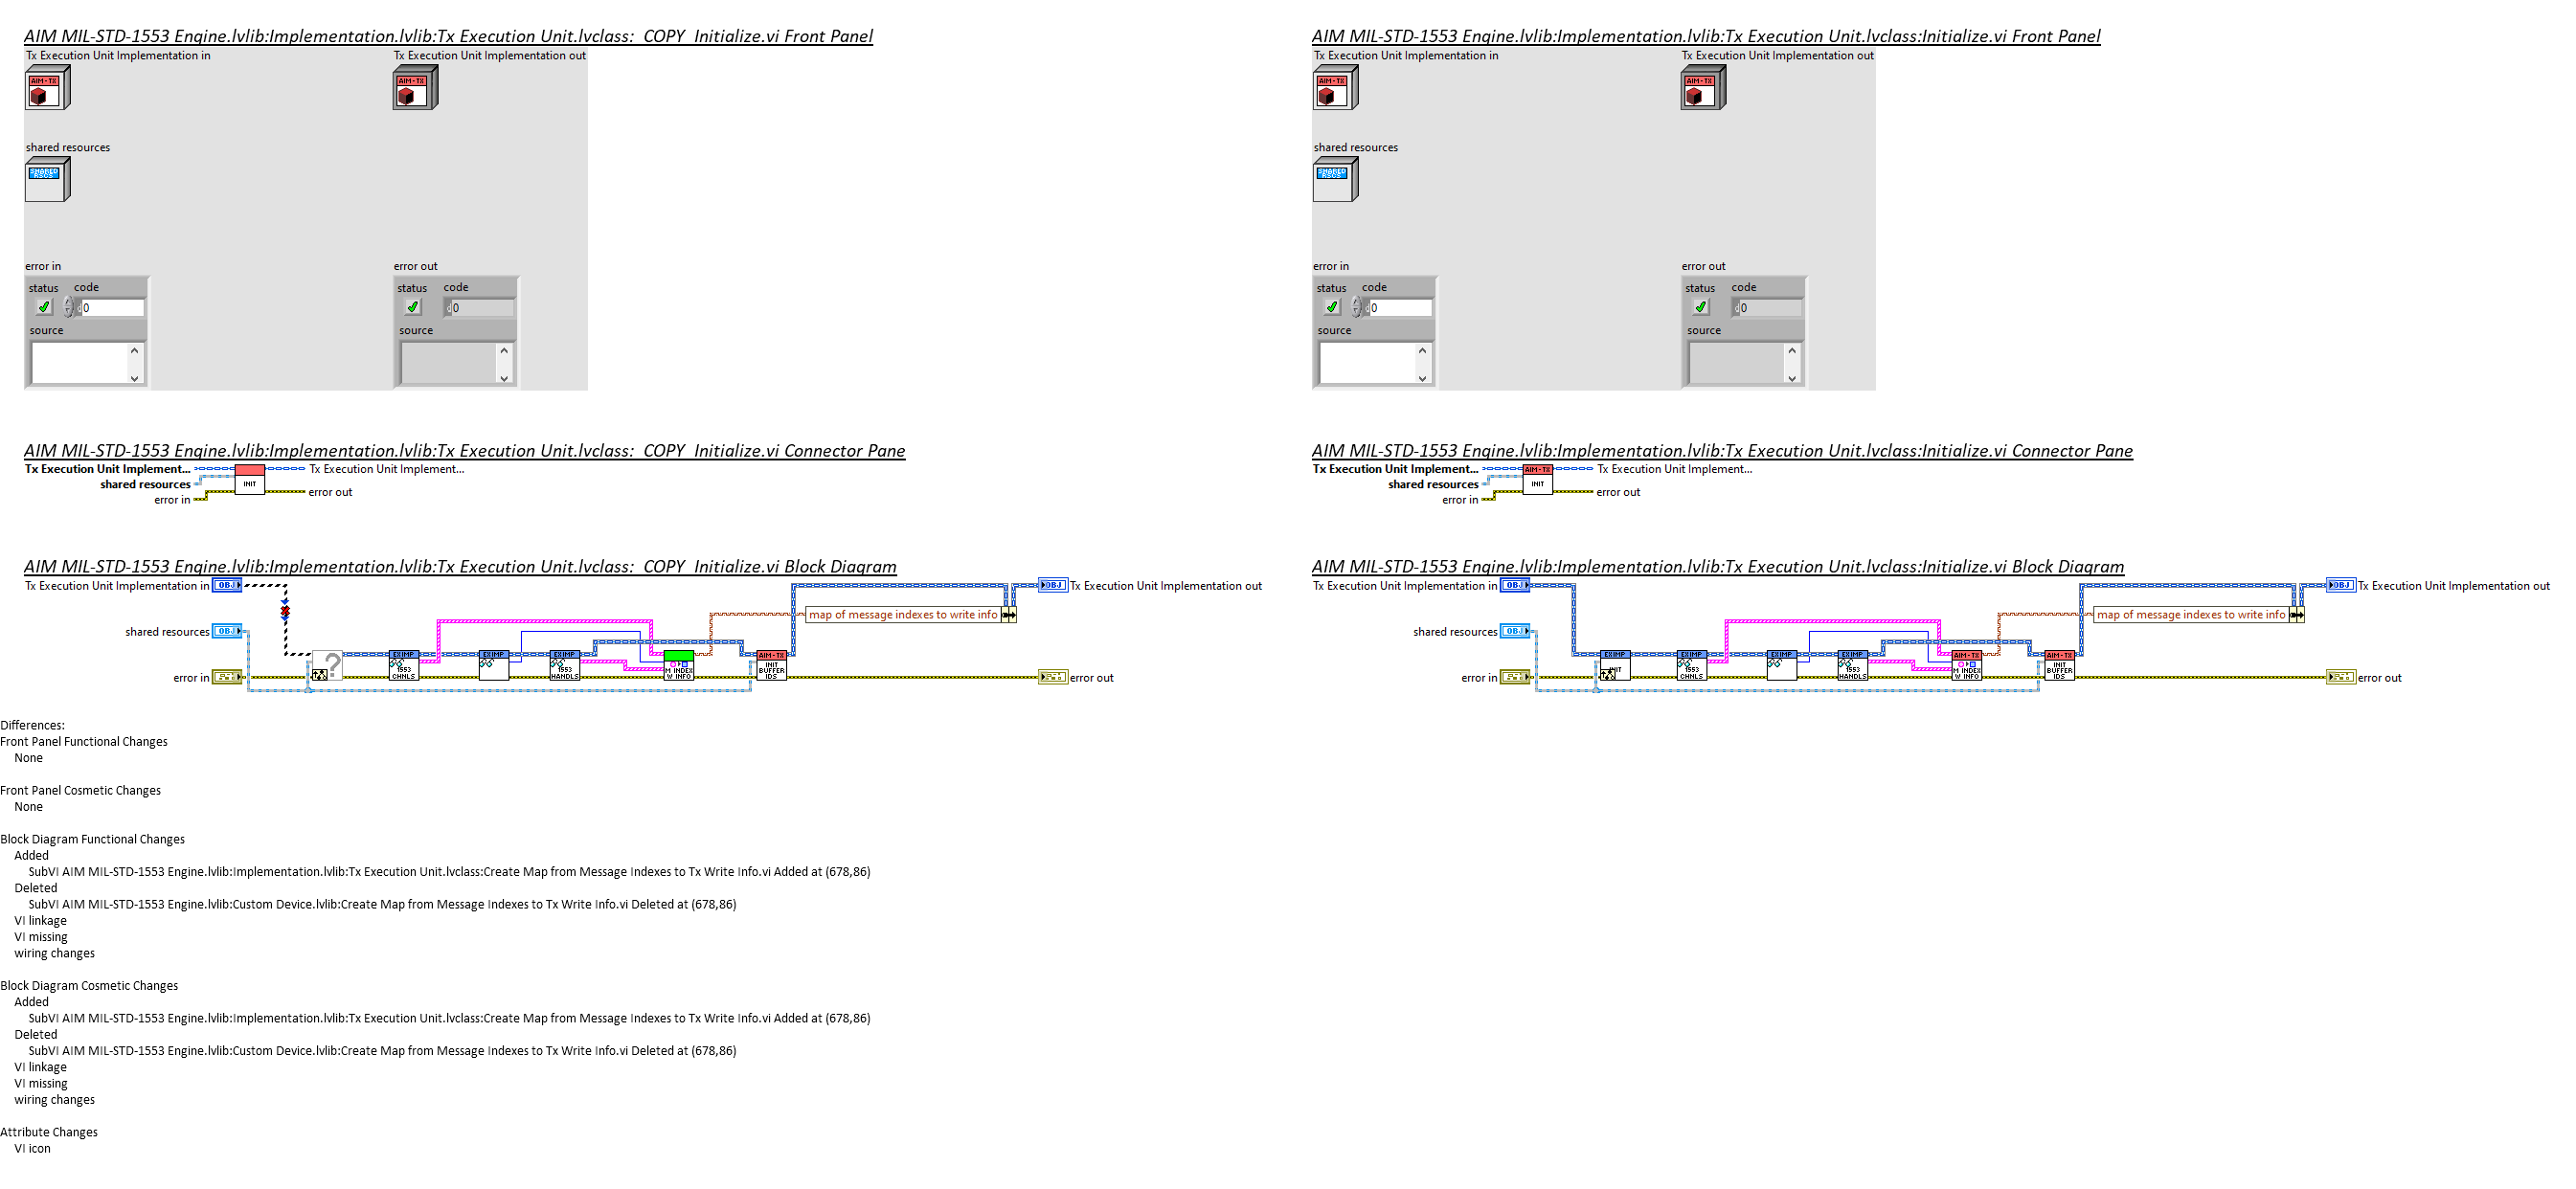 AIM MIL-STD-1553 Engine.lvlib:Implementation.lvlib:Tx Execution Unit.lvclass:  COPY  Initialize.vi Front Panel
Tx Execution Unit Implementation in
Tx Execution Unit Implementation out
AIM-TX
AIM-TX
shared resources
SHARED
RSCS
error in
error out
status code
status code
0
0
source
source
AIM MIL-STD-1553 Engine.lvlib:Implementation.lvlib:Tx Execution Unit.lvclass:  COPY  Initialize.vi Connector Pane
Tx Execution Unit Implement...
Tx Execution Unit Implement...
shared resources
INIT
error in
error out
AIM MIL-STD-1553 Engine.lvlib:Implementation.lvlib:Tx Execution Unit.lvclass:  COPY  Initialize.vi Block Diagram
Tx Execution Unit Implementation in
OBJ
OBJ
Tx Execution Unit Implementation out
map of message indexes to write info
shared resources
OBJ
?
EXIMP
1553
CHNLS
EXIMP
EXIMP
1553
HANDLS
M INDEX
W INFO
AIM-TX
INIT
BUFFER
IDS
error in
error out
Differences:
Front Panel Functional Changes
None
Front Panel Cosmetic Changes
None
Block Diagram Functional Changes
Added
SubVI AIM MIL-STD-1553 Engine.lvlib:Implementation.lvlib:Tx Execution Unit.lvclass:Create Map from Message Indexes to Tx Write Info.vi Added at (678,86)
Deleted
SubVI AIM MIL-STD-1553 Engine.lvlib:Custom Device.lvlib:Create Map from Message Indexes to Tx Write Info.vi Deleted at (678,86)
VI linkage
VI missing
wiring changes
Block Diagram Cosmetic Changes
Added
SubVI AIM MIL-STD-1553 Engine.lvlib:Implementation.lvlib:Tx Execution Unit.lvclass:Create Map from Message Indexes to Tx Write Info.vi Added at (678,86)
Deleted
SubVI AIM MIL-STD-1553 Engine.lvlib:Custom Device.lvlib:Create Map from Message Indexes to Tx Write Info.vi Deleted at (678,86)
VI linkage
VI missing
wiring changes
Attribute Changes
VI icon
AIM MIL-STD-1553 Engine.lvlib:Implementation.lvlib:Tx Execution Unit.lvclass:Initialize.vi Front Panel
Tx Execution Unit Implementation in
Tx Execution Unit Implementation out
AIM-TX
AIM-TX
shared resources
SHARED
RSCS
error in
error out
status code
status code
0
0
source
source
AIM MIL-STD-1553 Engine.lvlib:Implementation.lvlib:Tx Execution Unit.lvclass:Initialize.vi Connector Pane
Tx Execution Unit Implement...
AIM-TX
Tx Execution Unit Implement...
shared resources
INIT
error in
error out
AIM MIL-STD-1553 Engine.lvlib:Implementation.lvlib:Tx Execution Unit.lvclass:Initialize.vi Block Diagram
Tx Execution Unit Implementation in
OBJ
OBJ
Tx Execution Unit Implementation out
map of message indexes to write info
shared resources
OBJ
EXIMP
EXIMP
1553
CHNLS
EXIMP
EXIMP
1553
HANDLS
AIM-TX
M INDEX
W INFO
AIM-TX
INIT
BUFFER
IDS
error in
error out